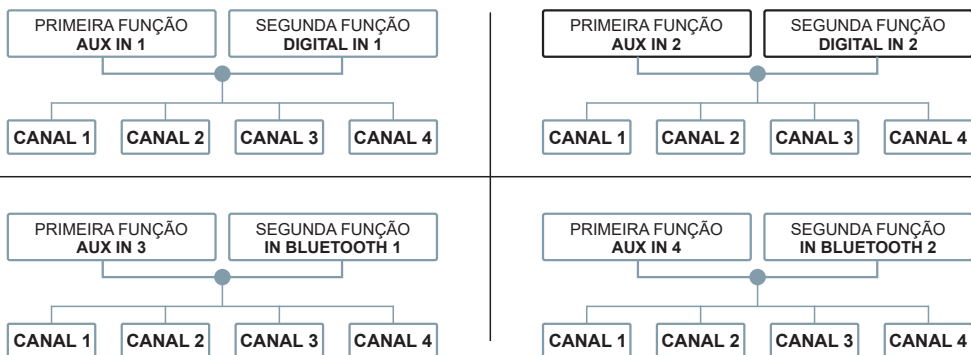 PRIMEIRA FUNÇÃO
AUX IN 1
SEGUNDA FUNÇÃO
DIGITAL IN 1
CANAL 1
CANAL 2
CANAL 3
CANAL 4
PRIMEIRA FUNÇÃO
AUX IN 2
SEGUNDA FUNÇÃO
DIGITAL IN 2
CANAL 1
CANAL 2
CANAL 3
CANAL 4
PRIMEIRA FUNÇÃO
AUX IN 3
SEGUNDA FUNÇÃO
IN BLUETOOTH 1
CANAL 1
CANAL 2
CANAL 3
CANAL 4
PRIMEIRA FUNÇÃO
AUX IN 4
SEGUNDA FUNÇÃO
IN BLUETOOTH 2
CANAL 1
CANAL 2
CANAL 3
CANAL 4